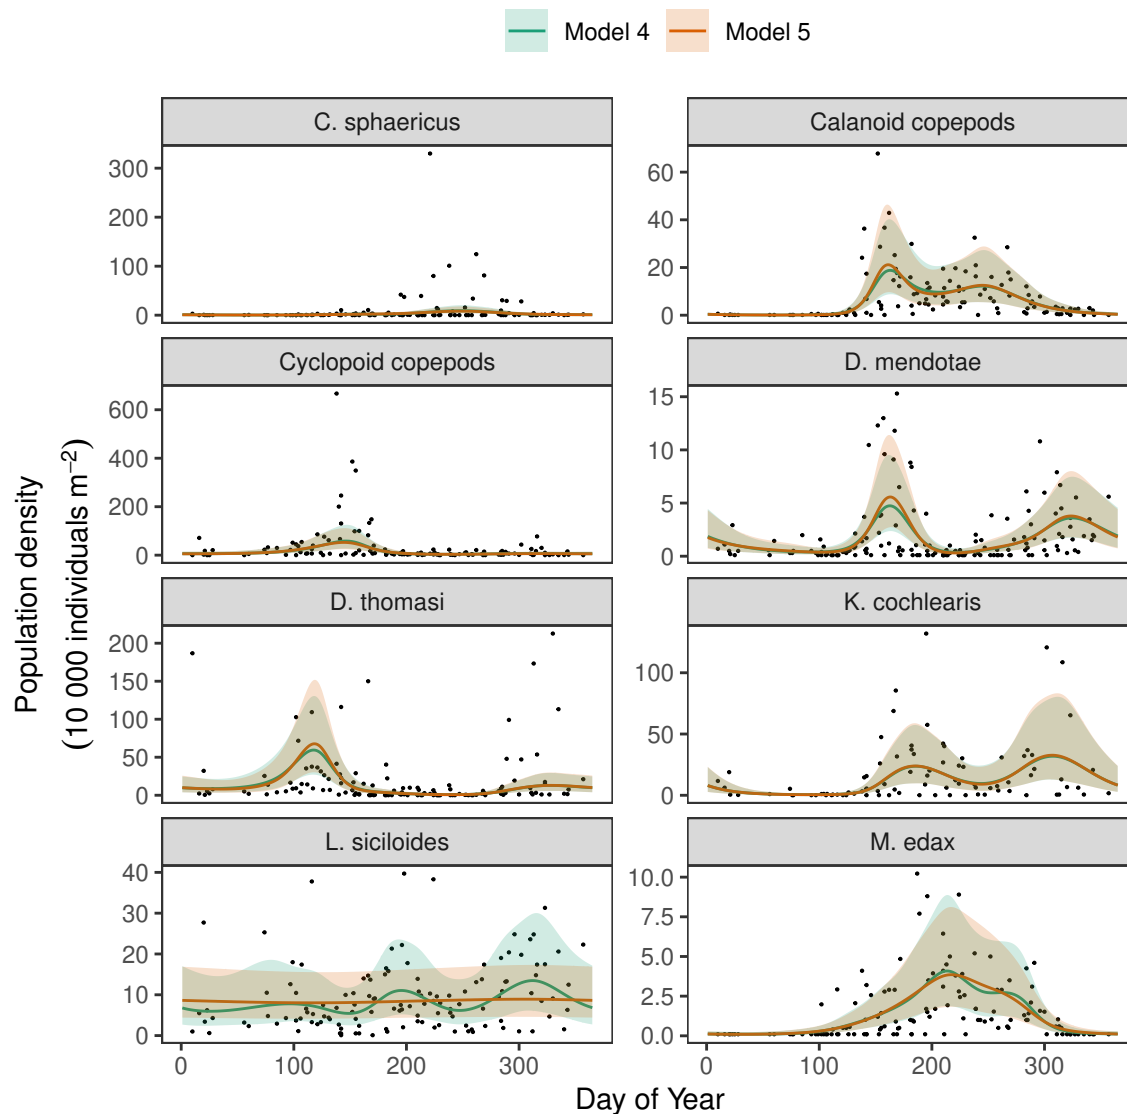 Model 4 Model 5
C. sphaericus
Calanoid copepods
300
200
100
0
60
40
20
0
Cyclopoid copepods
D. mendotae
600
400
200
0
15
10
5
0
D. thomasi
K. cochlearis
200
150
100
50
0
100
50
0
L. siciloides
M. edax
40
30
20
10
0
10.0
7.5
5.0
2.5
0.0
0 100 200 300
0 100 200 300
Day of Year
Population density
(10 000 individuals m⁻²)